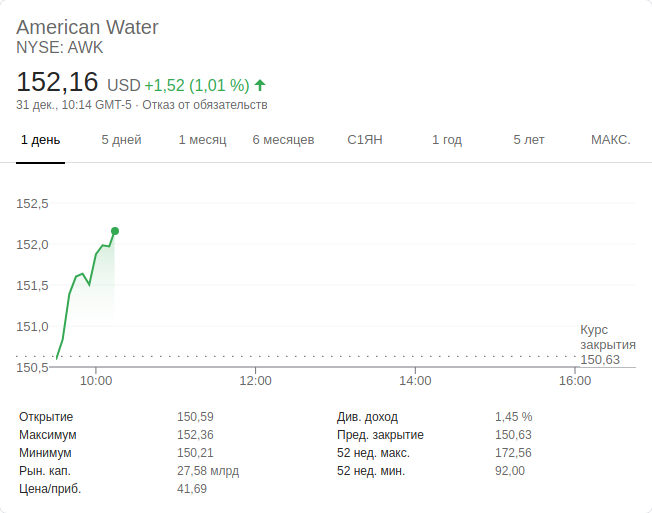 American Water
NYSE: AWK
152,16 USD +1,52 (1,01 %)
31 дек., 10:14 GMT-5 · Отказ от обязательств
1 день 5 дней 1 месяц 6 месяцев С1ЯН 1 год 5 лет МАКС.
152,5
152,0
151,5
151,0
150,5
Курс
закрытия
150,63
10:00 12:00 14:00 16:00
Открытие 150,59 Див. доход 1,45 %
Максимум 152,36 Пред. закрытие 150,63
Минимум 150,21 52 нед. макс. 172,56
Рын. кап. 27,58 млрд 52 нед. мин. 92,00
Цена/приб. 41,69